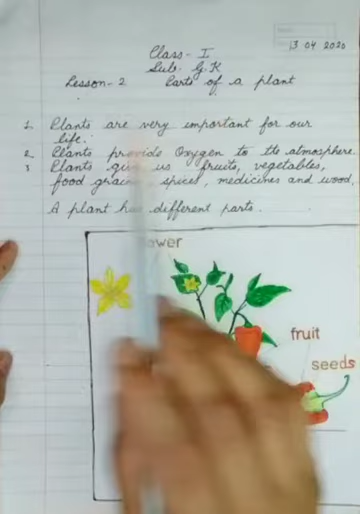 13 04 2020
Class - I
Sub. G.K
Lesson - 2 Parts of a plant
1. Plants are very important for our
life.
2. Plants provide Oxygen to the atmosphere
3 Plants give us fruits, vegetables,
food grains, spices, medicines and wood.
A plant has different parts.
fruit
seeds